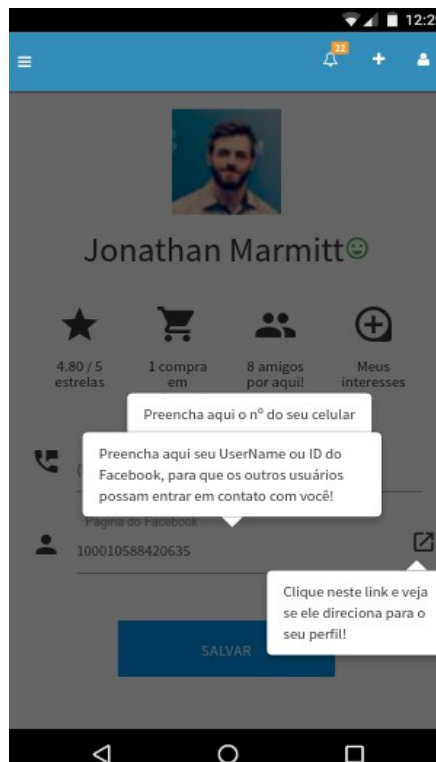 12:2
22
Jonathan Marmitt
4.80 / 5
estrelas
1 compra
em
8 amigos
por aqui!
Meus
interesses
Preencha aqui o nº do seu celular
Preencha aqui seu UserName ou ID do
Facebook, para que os outros usuários
possam entrar em contato com você!
(
Página do Facebook
100010588420635
Clique neste link e veja
se ele direciona para o
seu perfil!
SALVAR